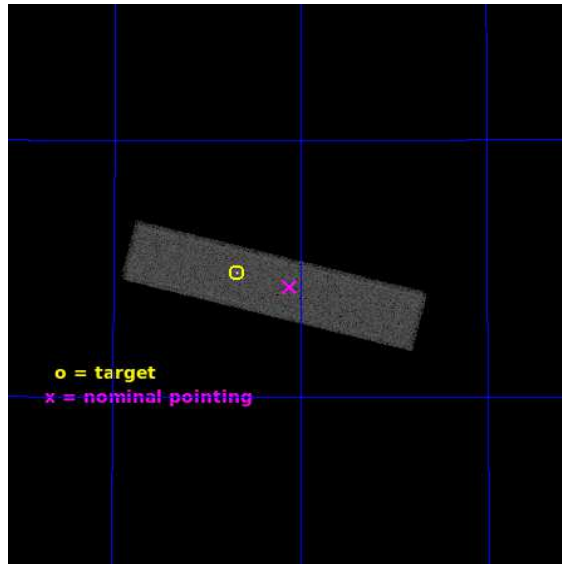 o = target
x = nominal pointing